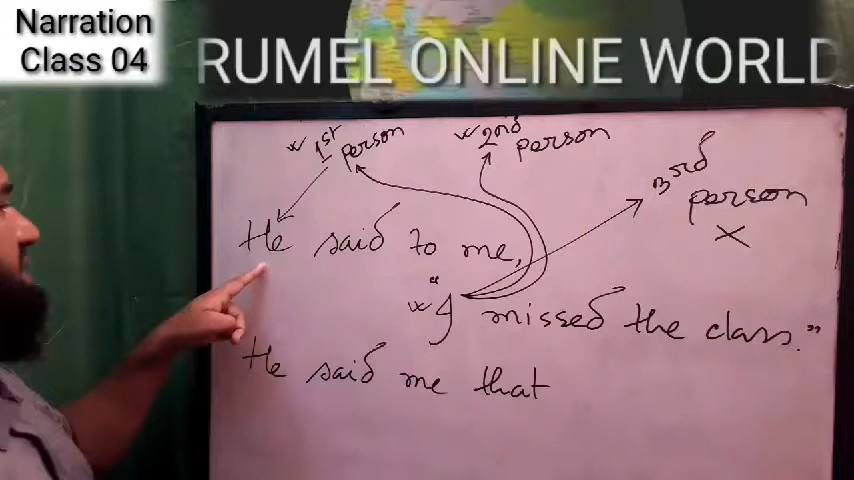 Narration
Class 04
RUMEL ONLINE WORLD
1st person
2nd person
3rd person
He said to me,
"I missed the class."
He said me that